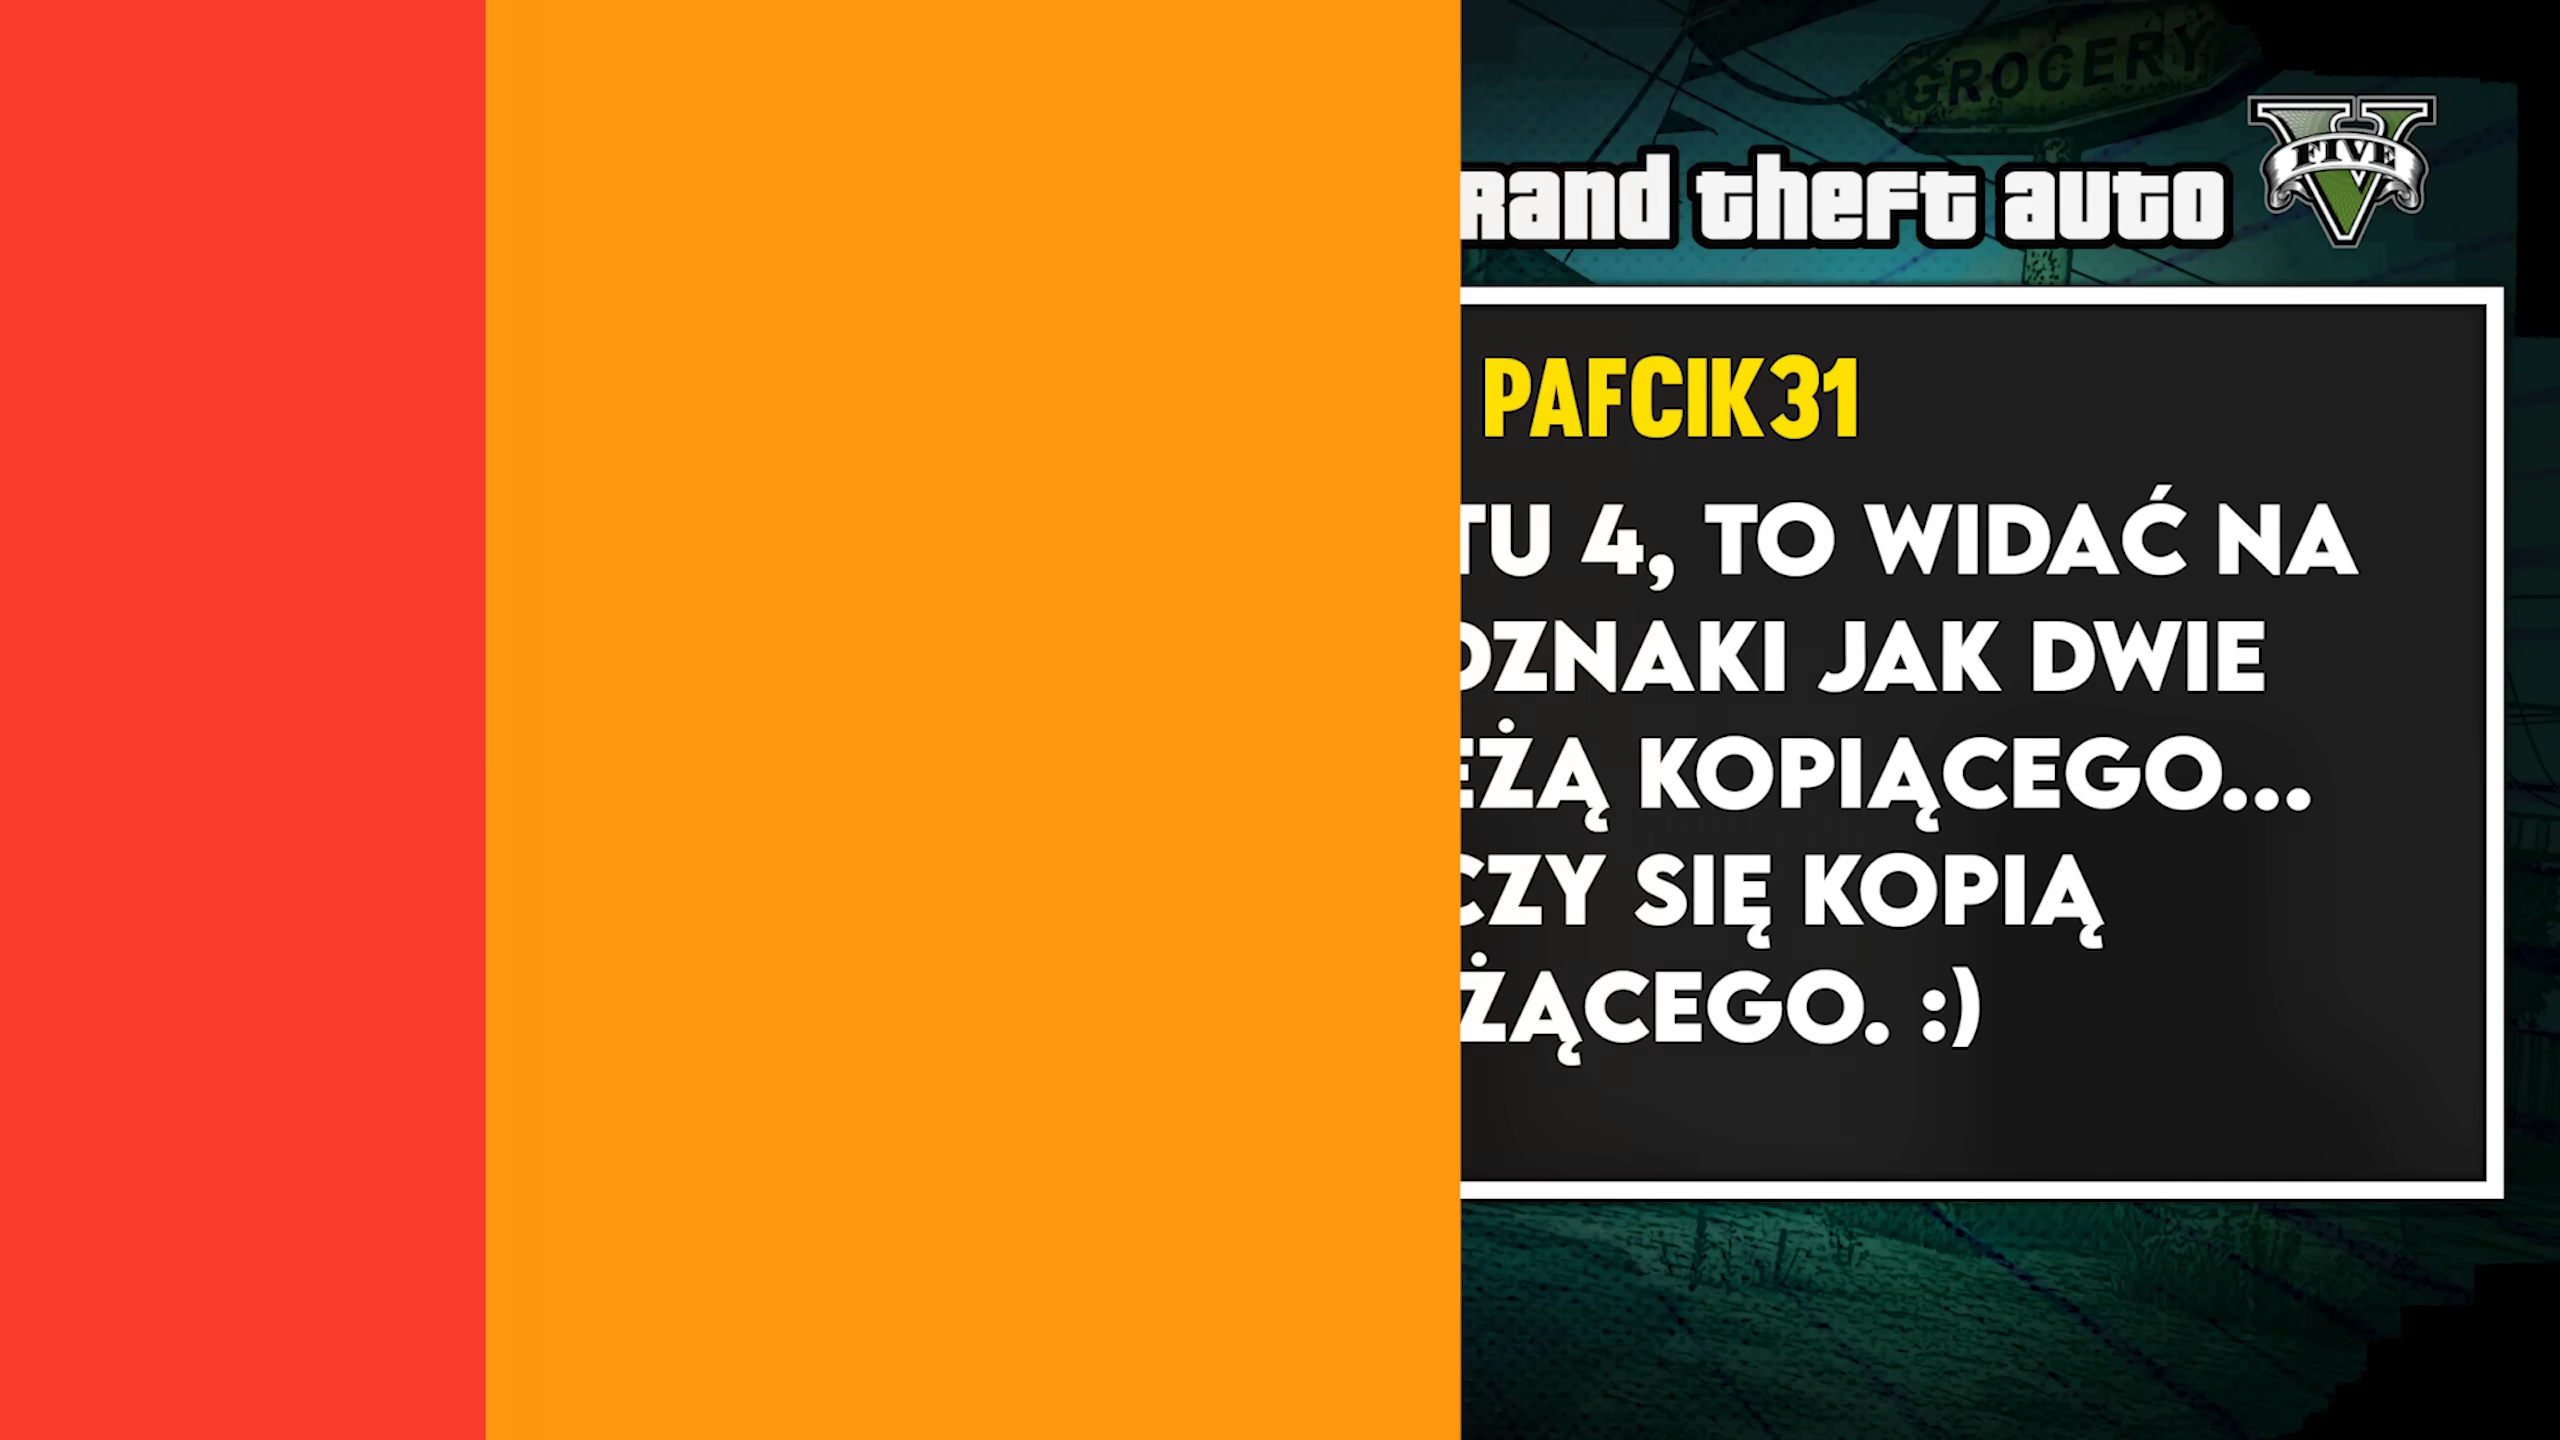 GROCERY
rand theft auto
FIVE
PAFCIK31
TU 4, TO WIDAĆ NA
OZNAKI JAK DWIE
EŻĄ KOPIĄCEGO...
CZY SIĘ KOPIĄ
ŻĄCEGO. :)